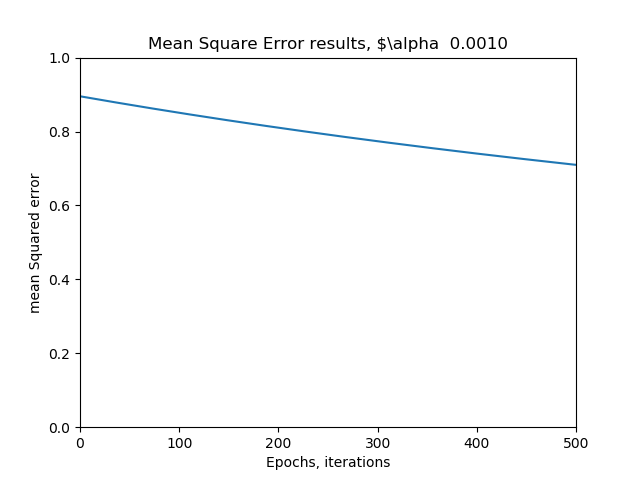 Mean Square Error results, $\alpha  0.0010
1.0
0.8
0.6
0.4
0.2
0.0
mean Squared error
0 100 200 300 400 500
Epochs, iterations